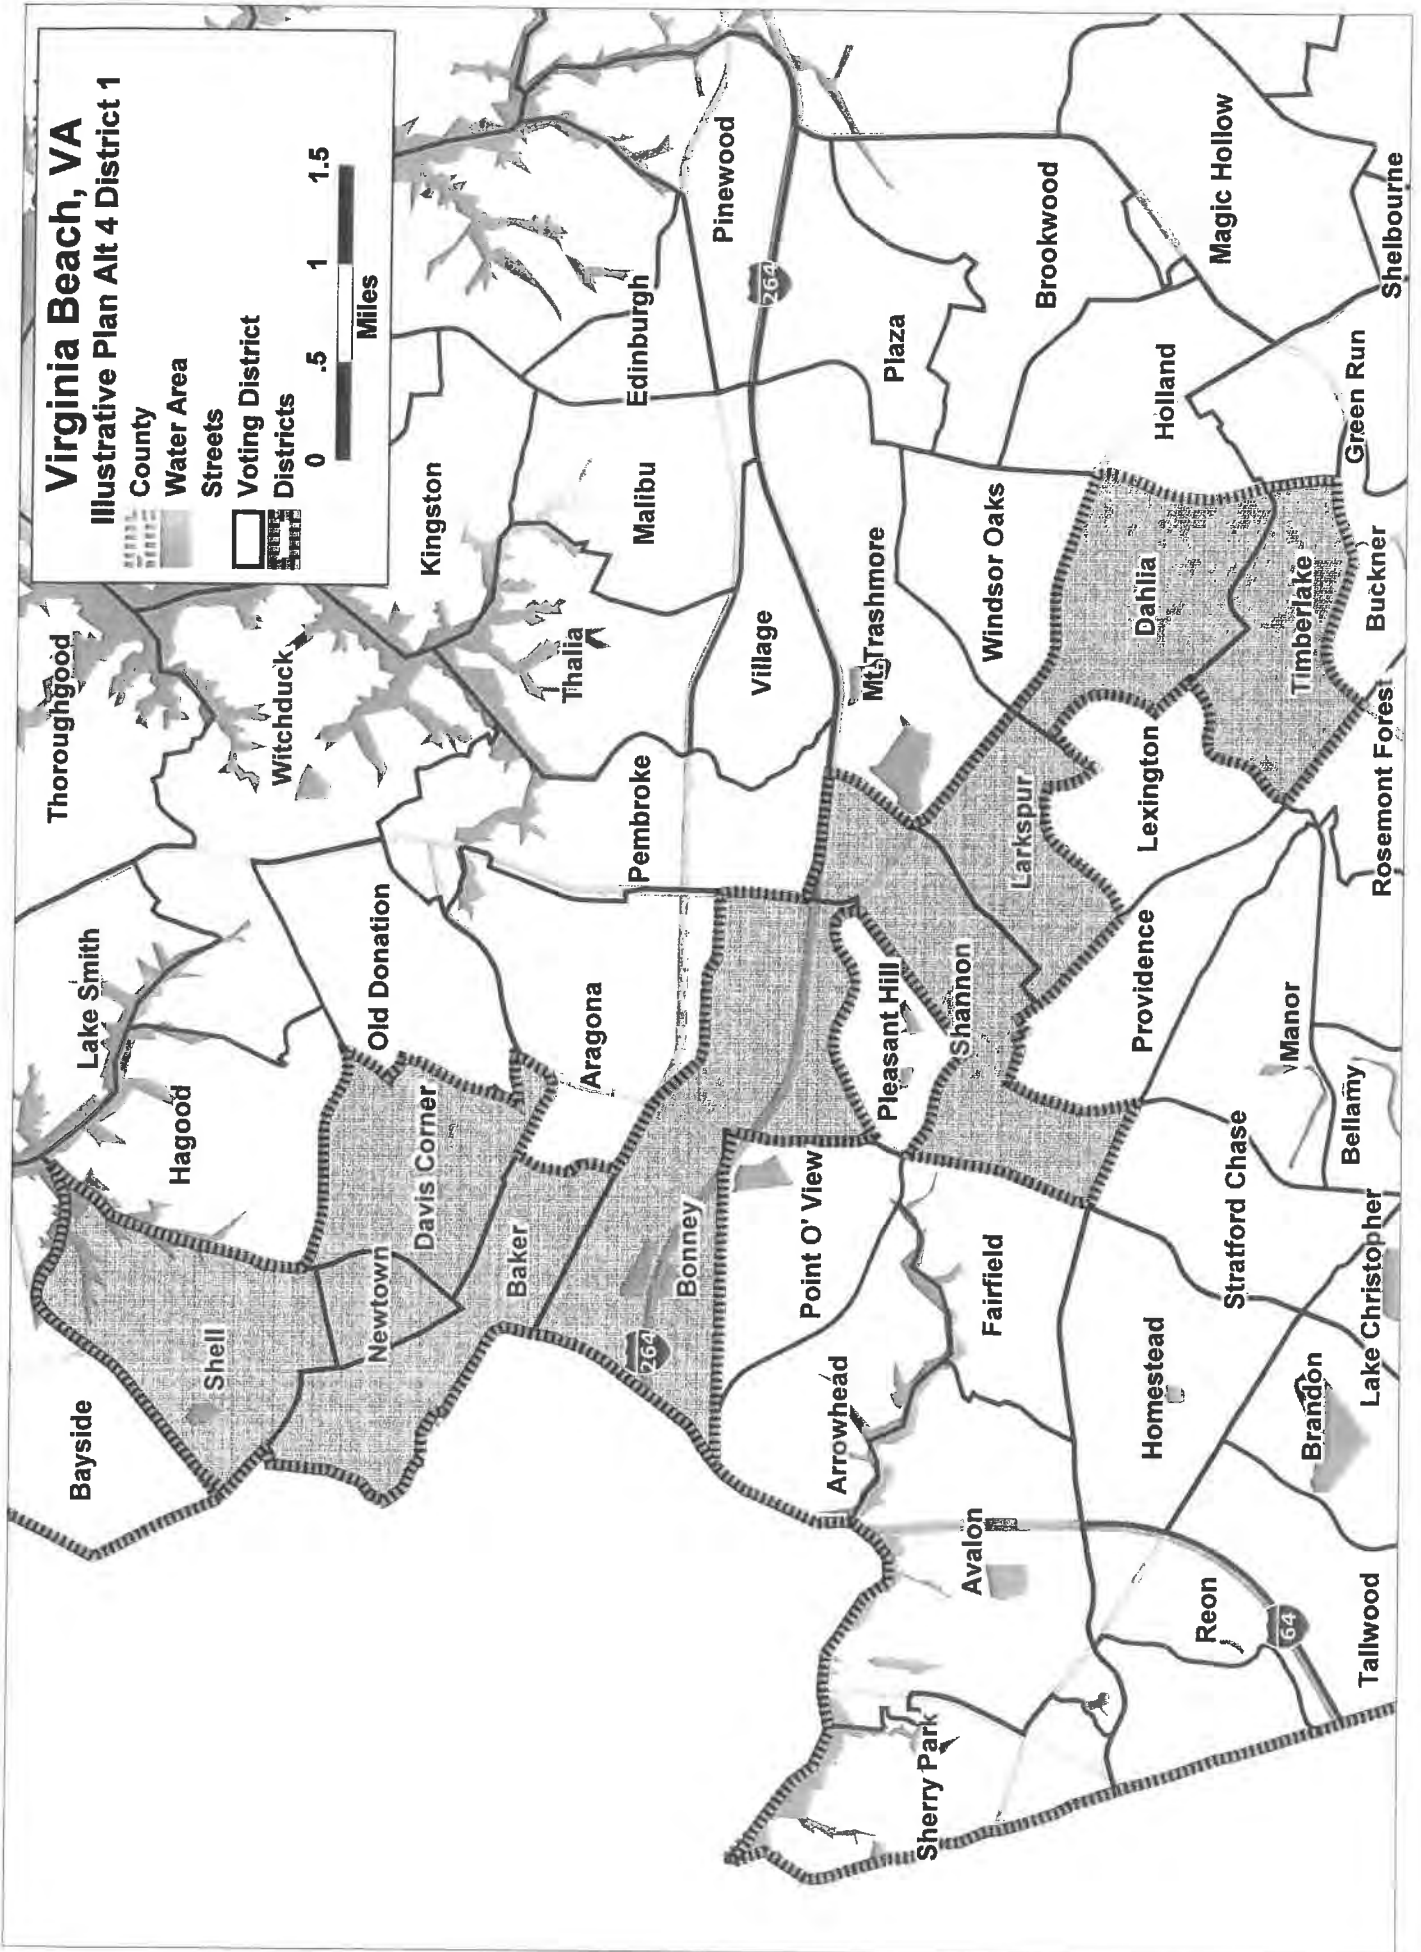 Virginia Beach, VA
Illustrative Plan Alt 4 District 1
County
Water Area
Streets
Voting District
Districts
0 .5 1 1.5
Miles
Thoroughgood
Lake Smith
Witchduck
Hagood
Bayside
Shell
Kingston
Old Donation
Davis Corner
Newtown
Thalia
Malibu
Edinburgh
Pinewood
Pembroke
Aragona
Baker
Village
264
Bonney
264
Plaza
Mt Trashmore
Pleasant Hill
Point O' View
Arrowhead
Brookwood
Windsor Oaks
Larkspur
Shannon
Fairfield
Avalon
Sherry Park
Magic Hollow
Holland
Dahlia
Lexington
Providence
Homestead
Stratford Chase
Reon
64
Timberlake
Manor
Brandon
Shelbourne
Green Run
Buckner
Rosemont Forest
Bellamy
Lake Christopher
Tallwood